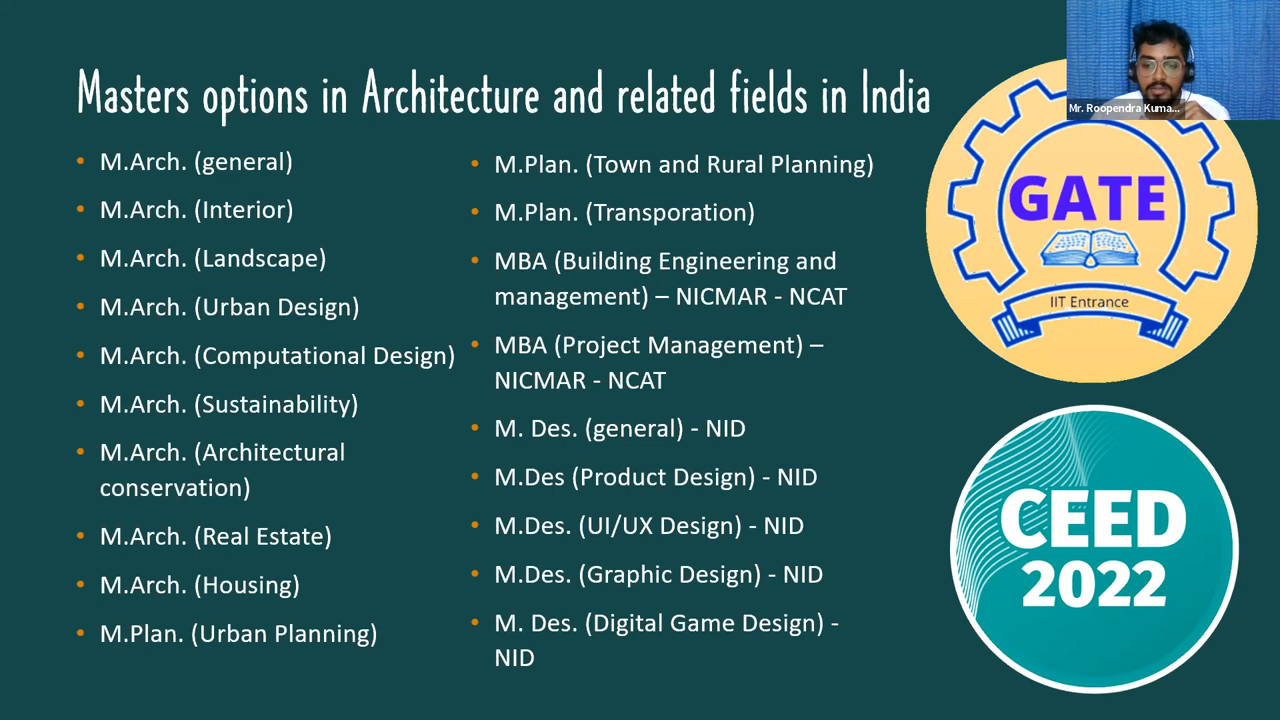 Masters options in Architecture and related fields in India
Mr. Roopendra Kuma...
• M.Arch. (general)
• M.Arch. (Interior)
• M.Arch. (Landscape)
• M.Arch. (Urban Design)
• M.Arch. (Computational Design)
• M.Arch. (Sustainability)
• M.Arch. (Architectural
conservation)
• M.Arch. (Real Estate)
• M.Arch. (Housing)
• M.Plan. (Urban Planning)
• M.Plan. (Town and Rural Planning)
• M.Plan. (Transporation)
• MBA (Building Engineering and
management) – NICMAR - NCAT
• MBA (Project Management) –
NICMAR - NCAT
• M. Des. (general) - NID
• M.Des (Product Design) - NID
• M.Des. (UI/UX Design) - NID
• M.Des. (Graphic Design) - NID
• M. Des. (Digital Game Design) -
NID
GATE
IIT Entrance
CEED
2022